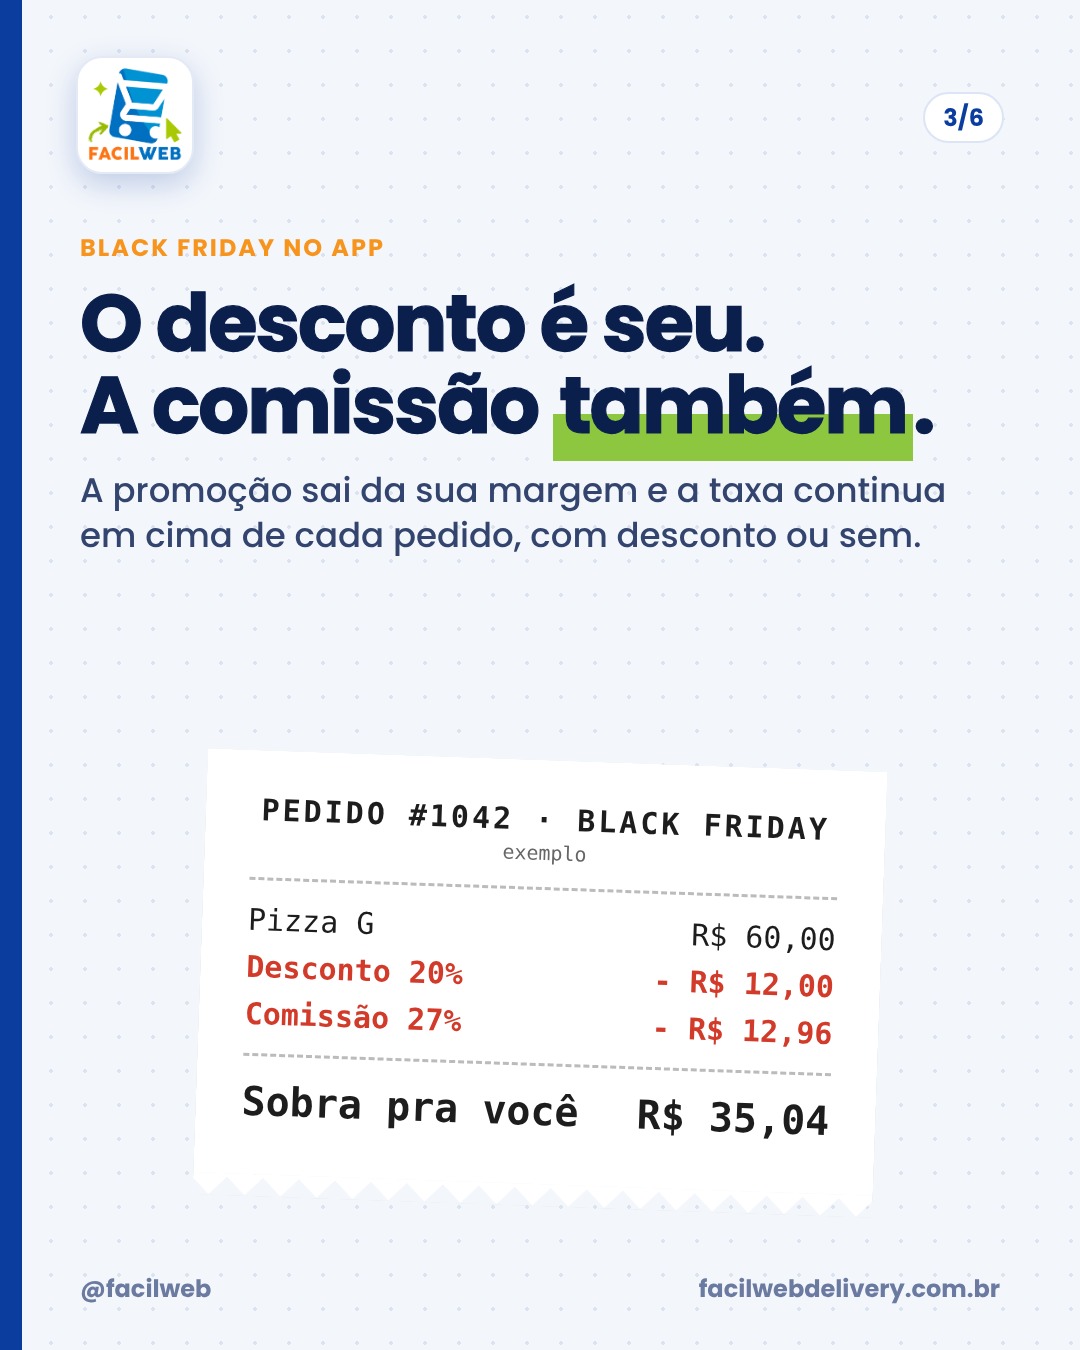 FACILWEB
3/6
BLACK FRIDAY NO APP
O desconto é seu.
A comissão também.
A promoção sai da sua margem e a taxa continua
em cima de cada pedido, com desconto ou sem.
PEDIDO #1042 · BLACK FRIDAY
exemplo
Pizza G R$ 60,00
Desconto 20% - R$ 12,00
Comissão 27% - R$ 12,96
Sobra pra você R$ 35,04
@facilweb facilwebdelivery.com.br